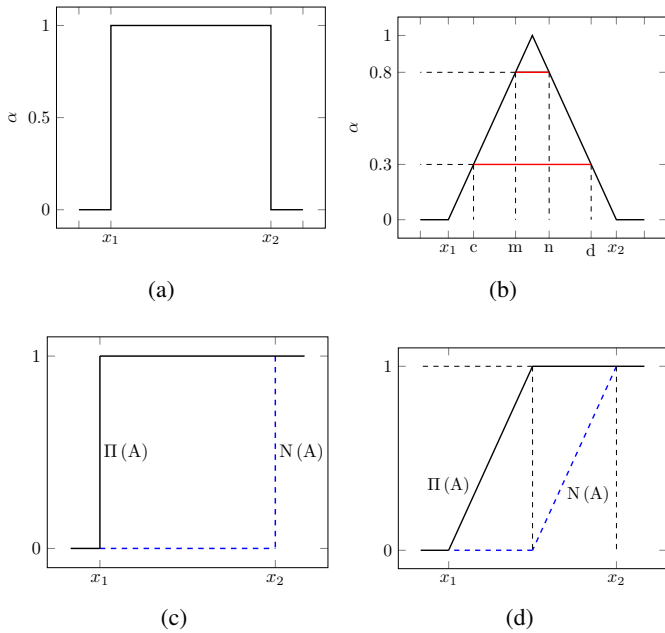 1
0.5
0
α
x₁
x₂
(a)
1
0.8
0.3
0
α
x₁ c m n d x₂
(b)
1
0
Π (A)
N (A)
x₁
x₂
(c)
1
0
Π (A)
N (A)
x₁
x₂
(d)